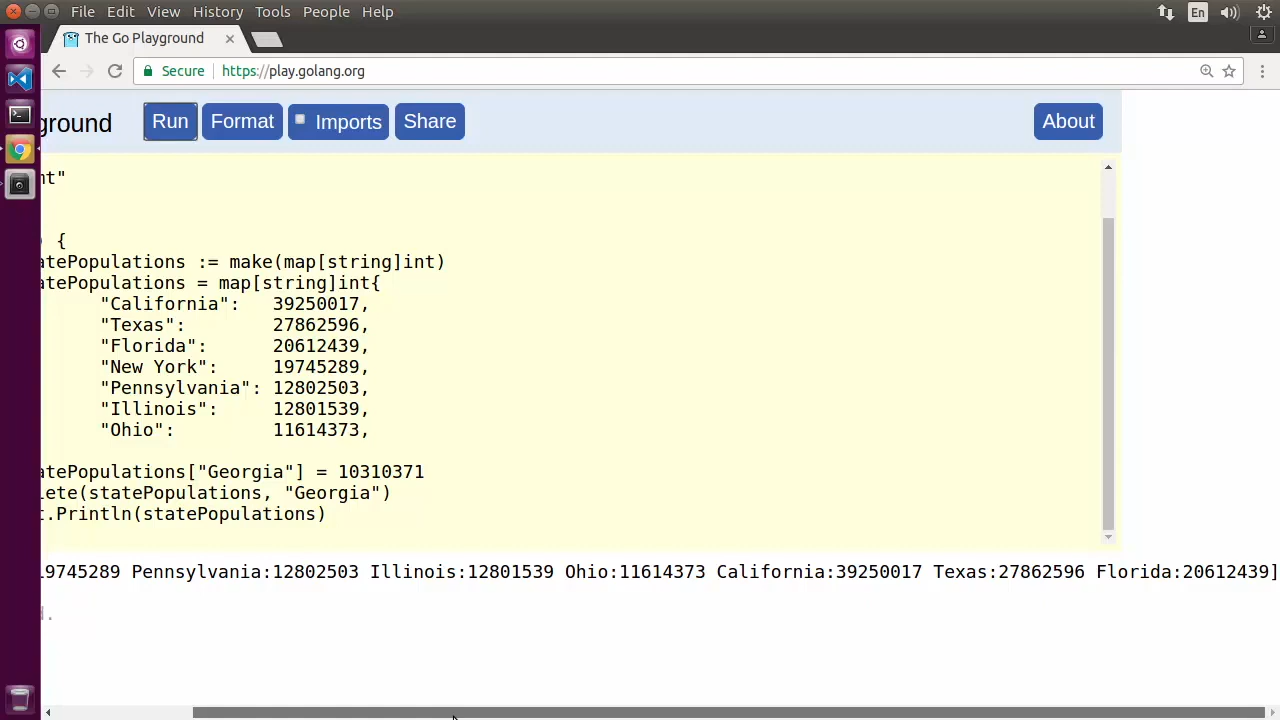 File Edit View History Tools People Help
En
The Go Playground
Secure https://play.golang.org
ground Run Format Imports Share About
nt"
) {
atePopulations := make(map[string]int)
atePopulations = map[string]int{
"California": 39250017,
"Texas": 27862596,
"Florida": 20612439,
"New York": 19745289,
"Pennsylvania": 12802503,
"Illinois": 12801539,
"Ohio": 11614373,
atePopulations["Georgia"] = 10310371
lete(statePopulations, "Georgia")
t.Println(statePopulations)
19745289 Pennsylvania:12802503 Illinois:12801539 Ohio:11614373 California:39250017 Texas:27862596 Florida:20612439]
d.